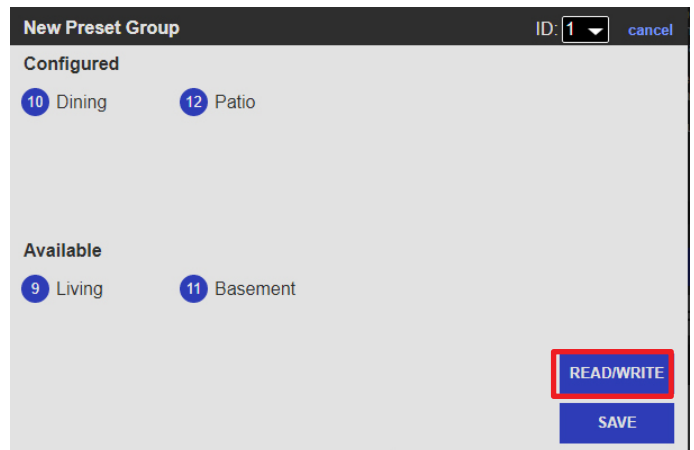 New Preset Group ID: 1 cancel
Configured
10 Dining 12 Patio
Available
9 Living 11 Basement
READ/WRITE
SAVE